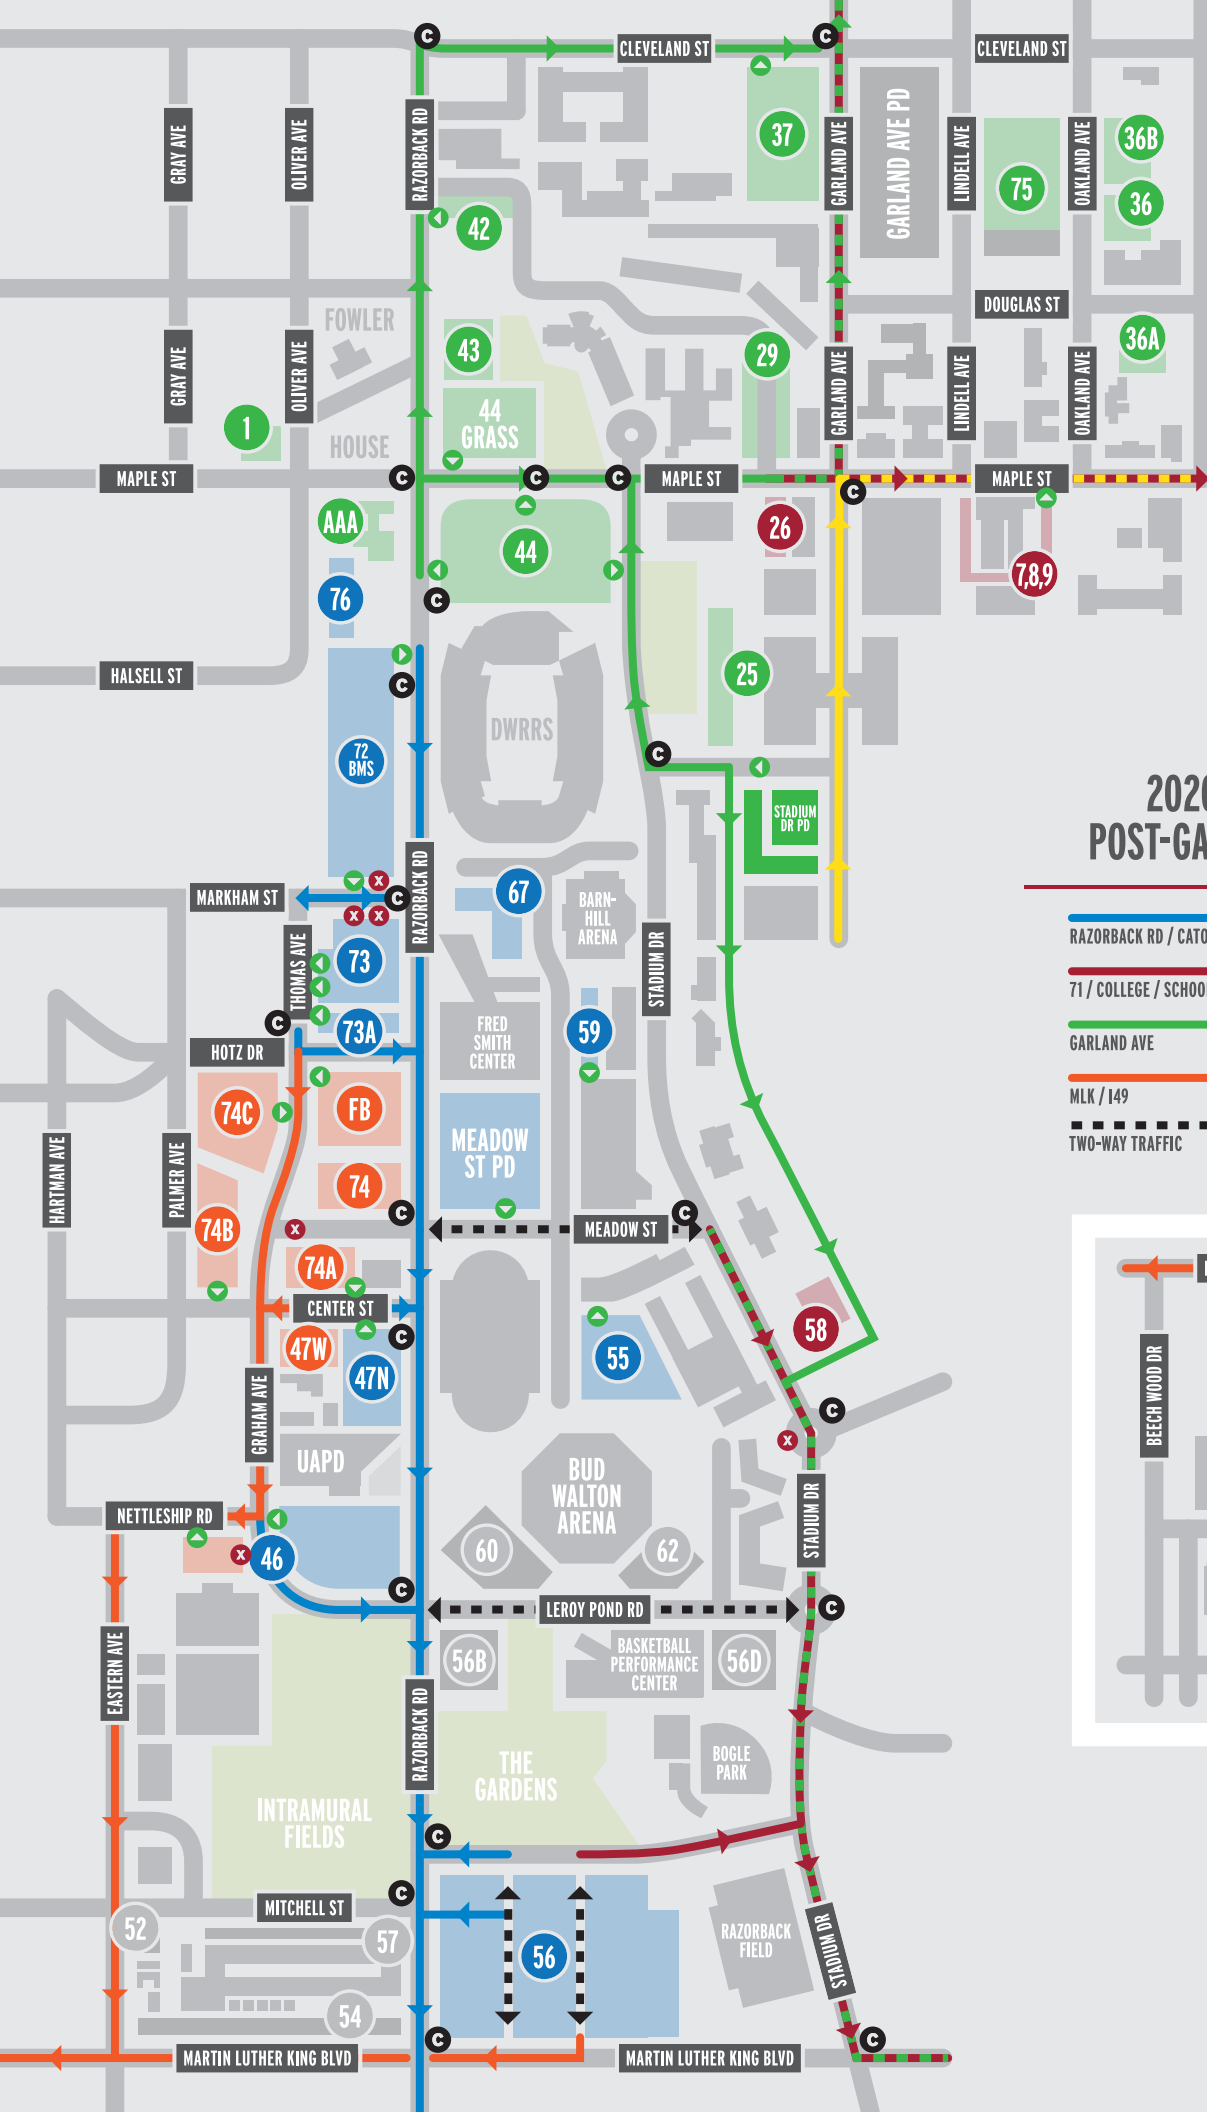 C
CLEVELAND ST
C
CLEVELAND ST
GRAY AVE
OLIVER AVE
RAZORBACK RD
37
GARLAND AVE
GARLAND AVE PD
LINDELL AVE
75
OAKLAND AVE
36B
36
42
DOUGLAS ST
FOWLER
HOUSE
GRAY AVE
OLIVER AVE
43
44
GRASS
29
GARLAND AVE
LINDELL AVE
OAKLAND AVE
36A
1
MAPLE ST
C
C
C
MAPLE ST
C
MAPLE ST
AAA
44
26
7,8,9
76
C
HALSELL ST
C
25
DWRRS
72
BMS
C
STADIUM
DR PD
2020
POST-GA
MARKHAM ST
X
C
X
X
RAZORBACK RD
67
BARN-
HILL
ARENA
STADIUM DR
RAZORBACK RD / CATO
THOMAS AVE
73
71 / COLLEGE / SCHOO
C
73A
FRED
SMITH
CENTER
59
GARLAND AVE
HOTZ DR
MLK / I49
74C
FB
TWO-WAY TRAFFIC
HARTMAN AVE
PALMER AVE
MEADOW
ST PD
74
C
C
74B
X
MEADOW ST
74A
CENTER ST
C
47W
47N
55
58
BEECH WOOD DR
GRAHAM AVE
C
X
UAPD
BUD
WALTON
ARENA
STADIUM DR
NETTLESHIP RD
X
46
60
62
C
LEROY POND RD
C
EASTERN AVE
56B
BASKETBALL
PERFORMANCE
CENTER
56D
RAZORBACK RD
THE
GARDENS
BOGLE
PARK
INTRAMURAL
FIELDS
C
C
MITCHELL ST
52
57
56
RAZORBACK
FIELD
STADIUM DR
54
C
C
MARTIN LUTHER KING BLVD
MARTIN LUTHER KING BLVD